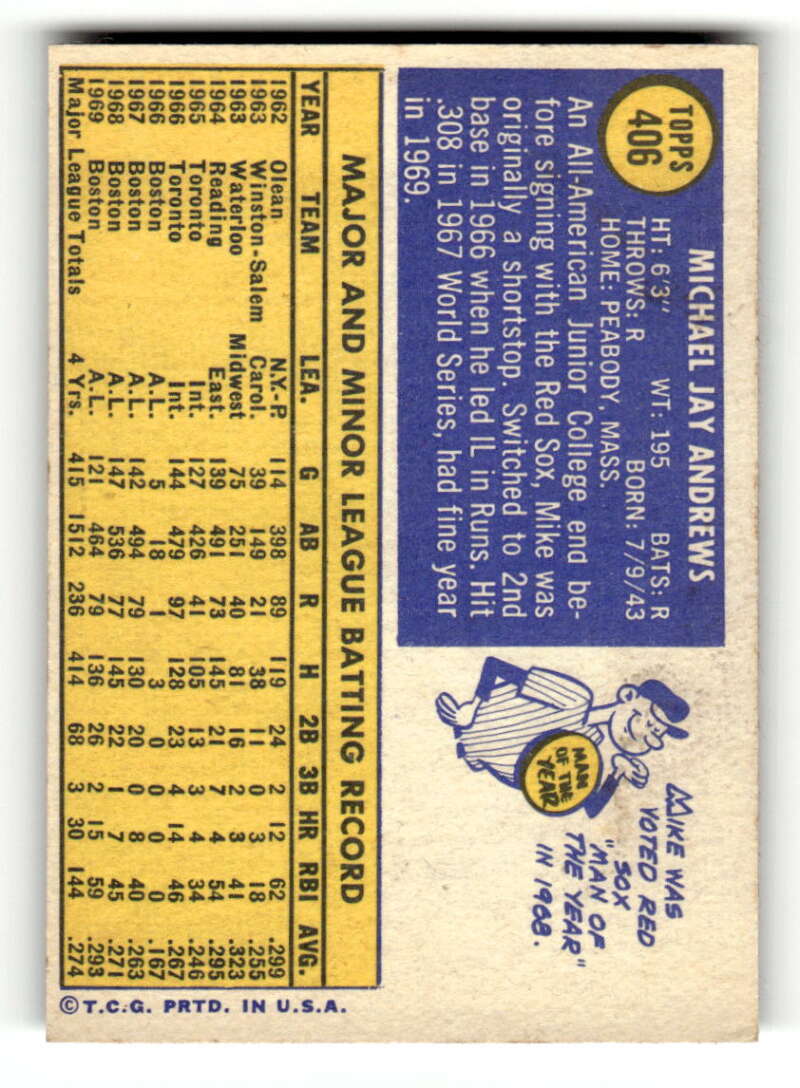 TOPPS
406
MICHAEL JAY ANDREWS
HT: 6'3" WT: 195 BATS: R
THROWS: R BORN: 7/9/43
HOME: PEABODY, MASS.
An All-American Junior College end be-
fore signing with the Red Sox, Mike was
originally a shortstop. Switched to 2nd
base in 1966 when he led IL in Runs. Hit
.308 in 1967 World Series, had fine year
in 1969.
MAN
OF THE
YEAR
MIKE WAS
VOTED RED
SOX
"MAN OF
THE YEAR"
IN 1968.
MAJOR AND MINOR LEAGUE BATTING RECORD
YEAR TEAM LEA. G AB R H 2B 3B HR RBI AVG.
1962 Olean N.Y.-P. 114 398 89 119 24 2 12 62 .299
1963 Winston-Salem Carol. 39 149 21 38 11 0 3 18 .255
1963 Waterloo Midwest 75 251 40 81 16 2 3 41 .323
1964 Reading East. 139 491 73 145 21 7 4 54 .295
1965 Toronto Int. 127 426 41 105 13 3 4 34 .246
1966 Toronto Int. 144 479 97 128 23 4 14 46 .267
1966 Boston A.L. 5 18 1 3 0 0 0 0 .167
1967 Boston A.L. 142 494 79 130 20 0 8 40 .263
1968 Boston A.L. 147 536 77 145 22 1 7 45 .271
1969 Boston A.L. 121 464 79 136 26 2 15 59 .293
Major League Totals 4 Yrs. 415 1512 236 414 68 3 30 144 .274
© T.C.G. PRTD. IN U.S.A.